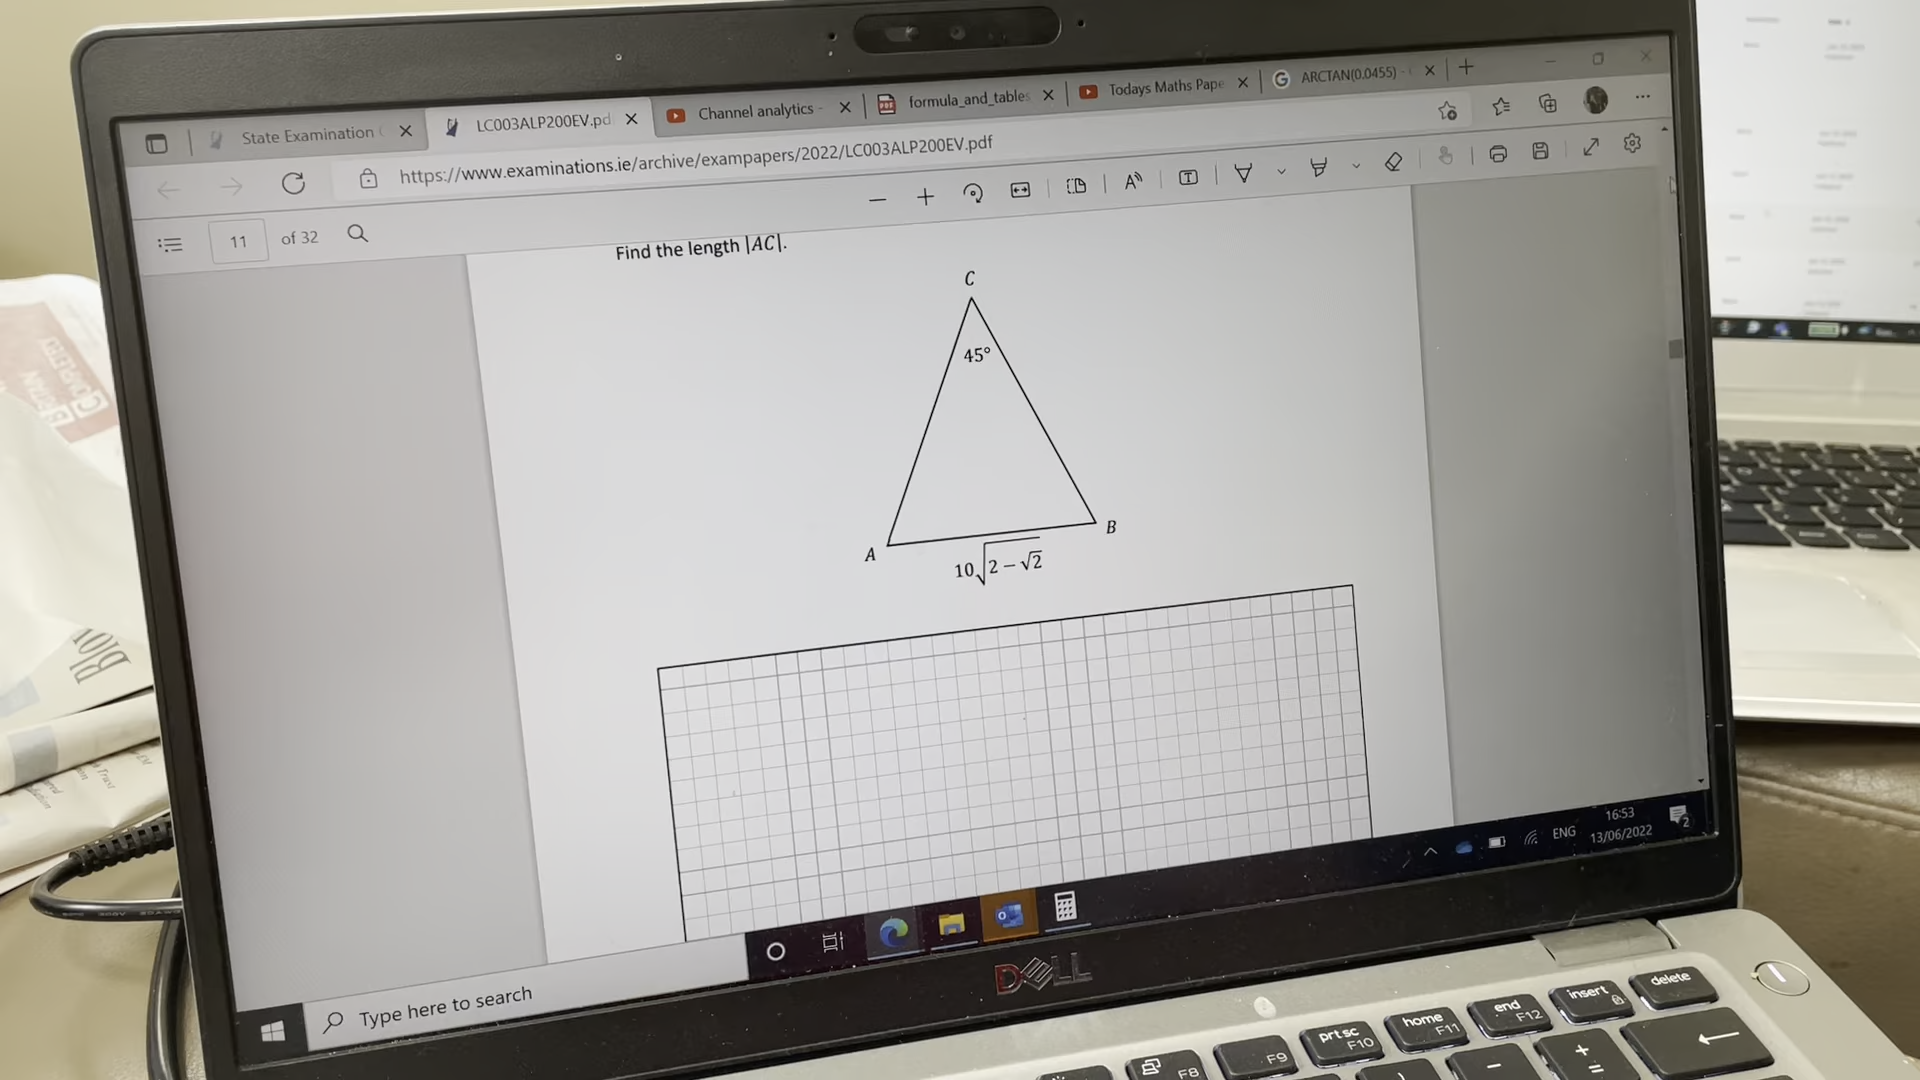 State Examination
LC003ALP200EV.pd
Channel analytics -
formula_and_tables
Todays Maths Pape
ARCTAN(0.0455) -
https://www.examinations.ie/archive/exampapers/2022/LC003ALP200EV.pdf
11 of 32
Find the length |AC|.
C
45°
A
B
10√(2 − √2)
16:53
ENG
13/06/2022
2
Type here to search
DELL
delete
insert
end
F12
home
F11
prt sc
F10
F9
F8
+
=
−